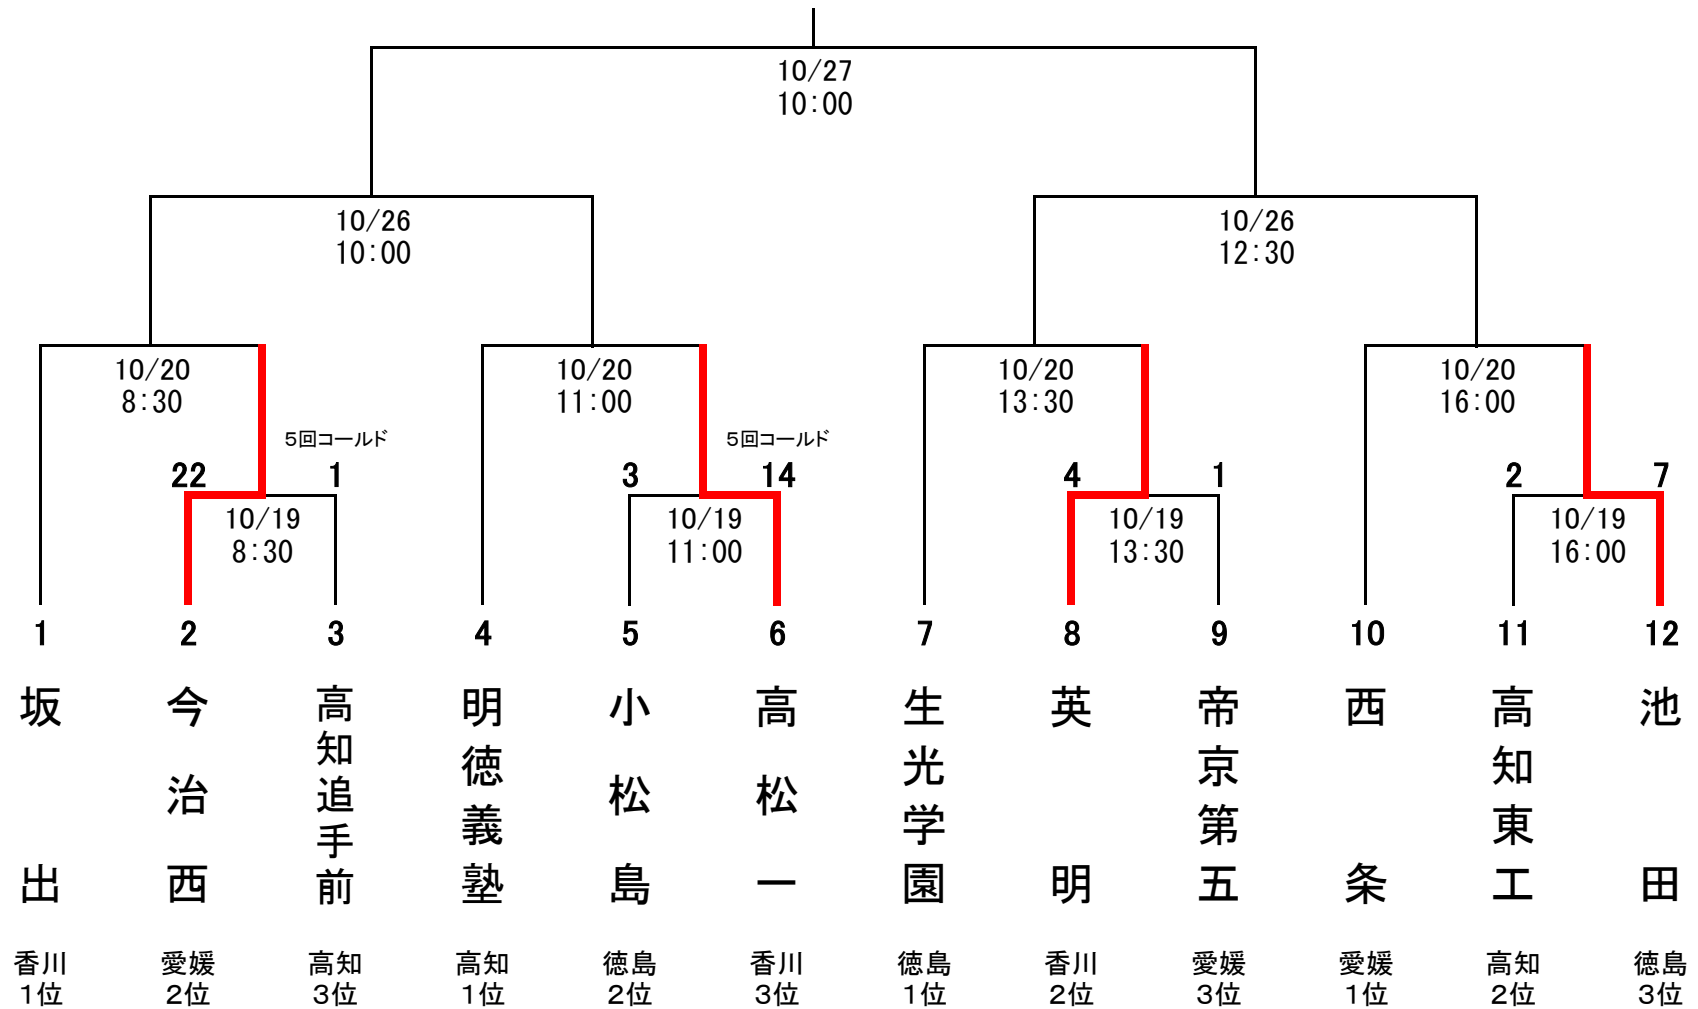 10/27
10:00
10/26
10:00
10/26
12:30
10/20
8:30
10/20
11:00
10/20
13:30
10/20
16:00
5回コールド
5回コールド
22
1
3
14
4
1
2
7
10/19
8:30
10/19
11:00
10/19
13:30
10/19
16:00
1
2
3
4
5
6
7
8
9
10
11
12
坂出
今治西
高知追手前
明徳義塾
小松島
高松一
生光学園
英明
帝京第五
西条
高知東工
池田
香川
1位
愛媛
2位
高知
3位
高知
1位
徳島
2位
香川
3位
徳島
1位
香川
2位
愛媛
3位
愛媛
1位
高知
2位
徳島
3位